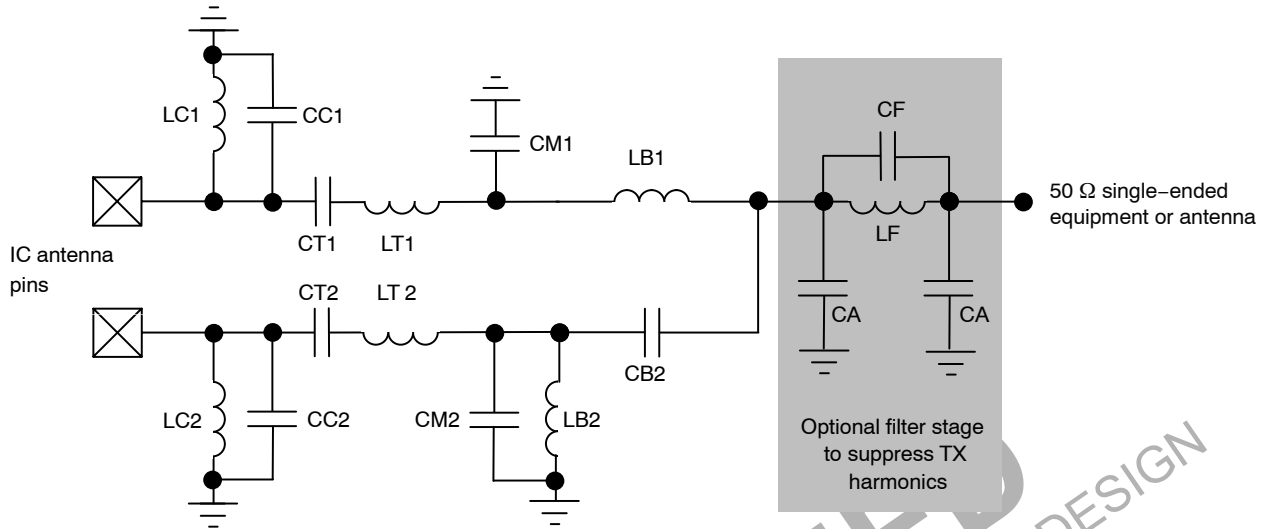 LC1
CC1
CM1
LB1
CF
50 Ω single−ended
equipment or antenna
CT1
LT1
LF
IC antenna
pins
CT2
LT 2
CA
CA
CB2
LC2
CC2
CM2
LB2
Optional filter stage
to suppress TX
harmonics
DESIGN